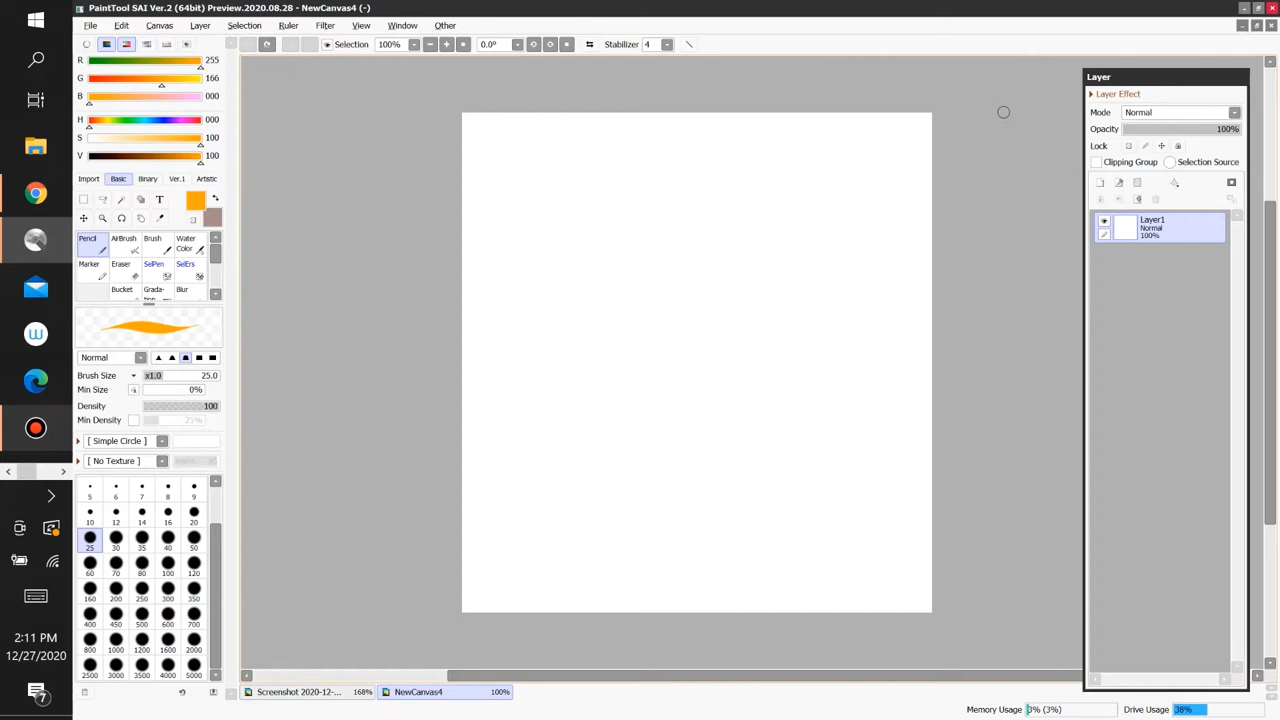 PaintTool SAI Ver.2 (64bit) Preview.2020.08.28 - NewCanvas4 (-)
File Edit Canvas Layer Selection Ruler Filter View Window Other
Selection 100% 0.0° Stabilizer 4
R 255
G 166
B 000
H 000
S 100
V 100
Import Basic Binary Ver.1 Artistic
T
Pencil AirBrush Brush Water Color
Marker Eraser SelPen SelErs
Bucket Grada- tion Blur
Normal
Brush Size x1.0 25.0
Min Size 0%
Density 100
Min Density 25%
[ Simple Circle ]
[ No Texture ]
5 6 7 8 9
10 12 14 16 20
25 30 35 40 50
60 70 80 100 120
160 200 250 300 350
400 450 500 600 700
800 1000 1200 1600 2000
2500 3000 3500 4000 5000
Layer
Layer Effect
Mode Normal
Opacity 100%
Lock
Clipping Group Selection Source
Layer1
Normal
100%
Screenshot 2020-12-... 168% NewCanvas4 100%
Memory Usage 3% (3%) Drive Usage 38%
2:11 PM
12/27/2020
7